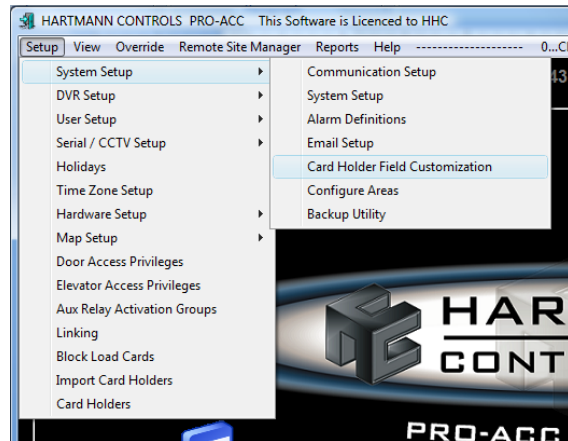 HARTMANN CONTROLS PRO-ACC This Software is Licenced to HHC
Setup View Override Remote Site Manager Reports Help -------------------- 0...
System Setup
DVR Setup
User Setup
Serial / CCTV Setup
Holidays
Time Zone Setup
Hardware Setup
Map Setup
Door Access Privileges
Elevator Access Privileges
Aux Relay Activation Groups
Linking
Block Load Cards
Import Card Holders
Card Holders
Communication Setup
System Setup
Alarm Definitions
Email Setup
Card Holder Field Customization
Configure Areas
Backup Utility
43
HAR
CONT
PRO-ACC